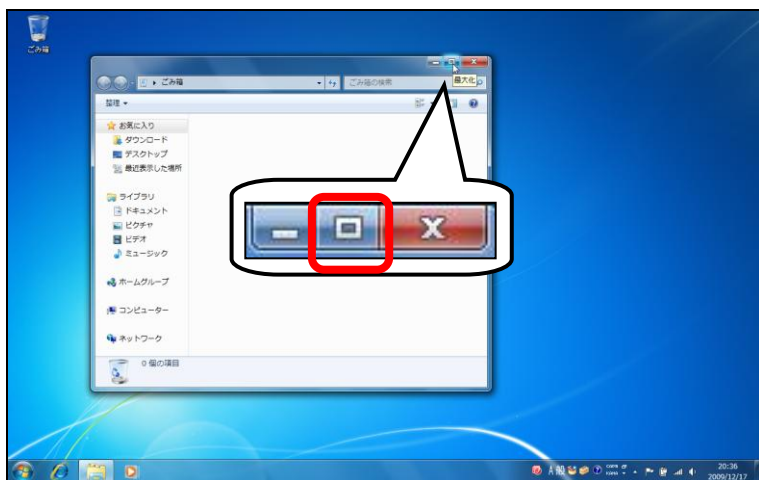 ごみ箱
最大化
ごみ箱
ごみ箱の検索
整理
お気に入り
ダウンロード
デスクトップ
最近表示した場所
ライブラリ
ドキュメント
ピクチャ
ビデオ
ミュージック
ホームグループ
コンピューター
ネットワーク
0 個の項目
A 般
CAPS
KANA
20:36
2009/12/17